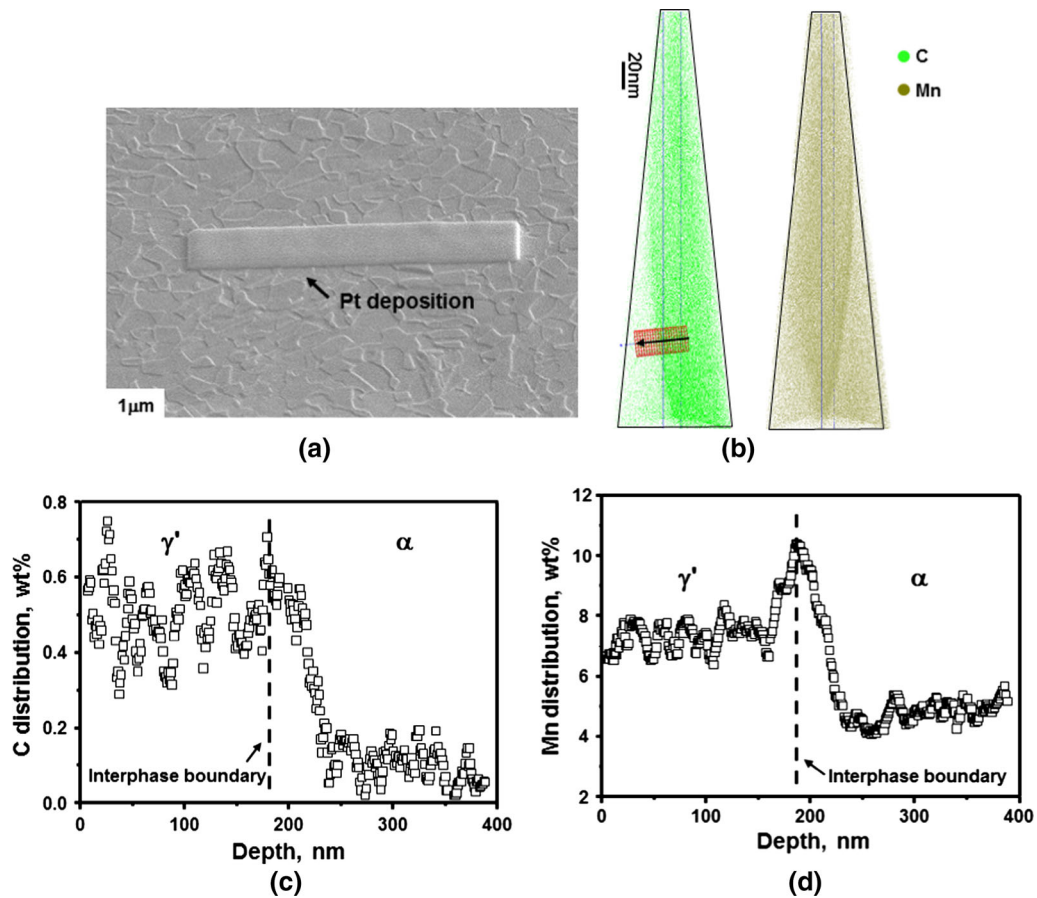 20nm
C
Mn
Pt deposition
1μm
(a)
(b)
0.8
0.6
0.4
0.2
0.0
C distribution, wt%
γ'
α
Interphase boundary
0
100
200
300
400
Depth, nm
(c)
12
10
8
6
4
2
Mn distribution, wt%
γ'
α
Interphase boundary
0
100
200
300
400
Depth, nm
(d)